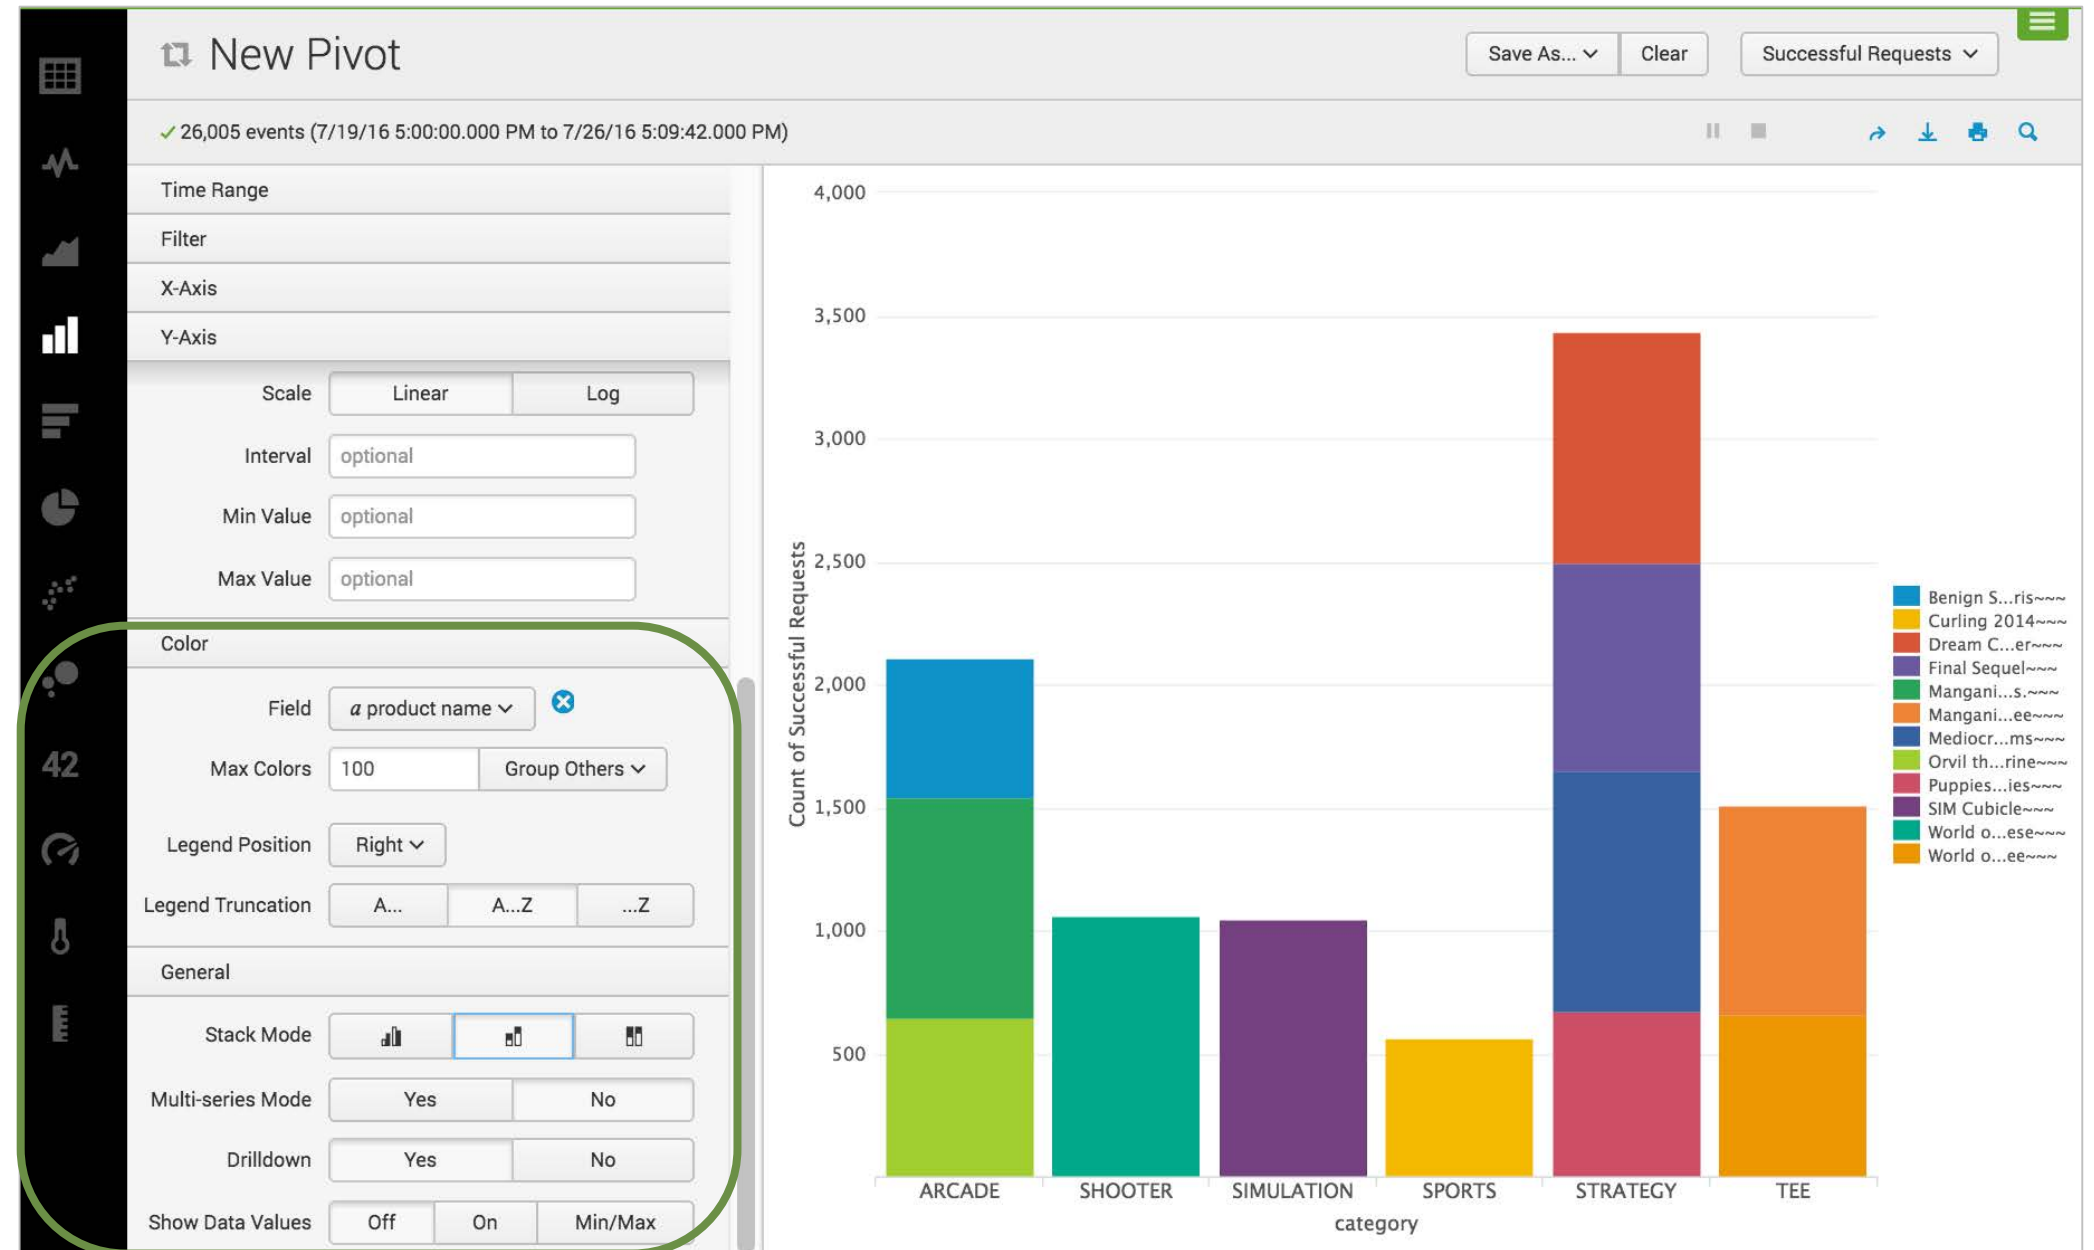 New Pivot
Save As...
Clear
Successful Requests
26,005 events (7/19/16 5:00:00.000 PM to 7/26/16 5:09:42.000 PM)
Time Range
Filter
X-Axis
Y-Axis
Scale Linear Log
Interval optional
Min Value optional
Max Value optional
Color
Field a product name
Max Colors 100 Group Others
Legend Position Right
Legend Truncation A... A...Z ...Z
General
Stack Mode
Multi-series Mode Yes No
Drilldown Yes No
Show Data Values Off On Min/Max
42
Count of Successful Requests
4,000
3,500
3,000
2,500
2,000
1,500
1,000
500
ARCADE SHOOTER SIMULATION SPORTS STRATEGY TEE
category
Benign S...ris~~~
Curling 2014~~~
Dream C...er~~~
Final Sequel~~~
Mangani...s.~~~
Mangani...ee~~~
Mediocr...ms~~~
Orvil th...rine~~~
Puppies...ies~~~
SIM Cubicle~~~
World o...ese~~~
World o...ee~~~